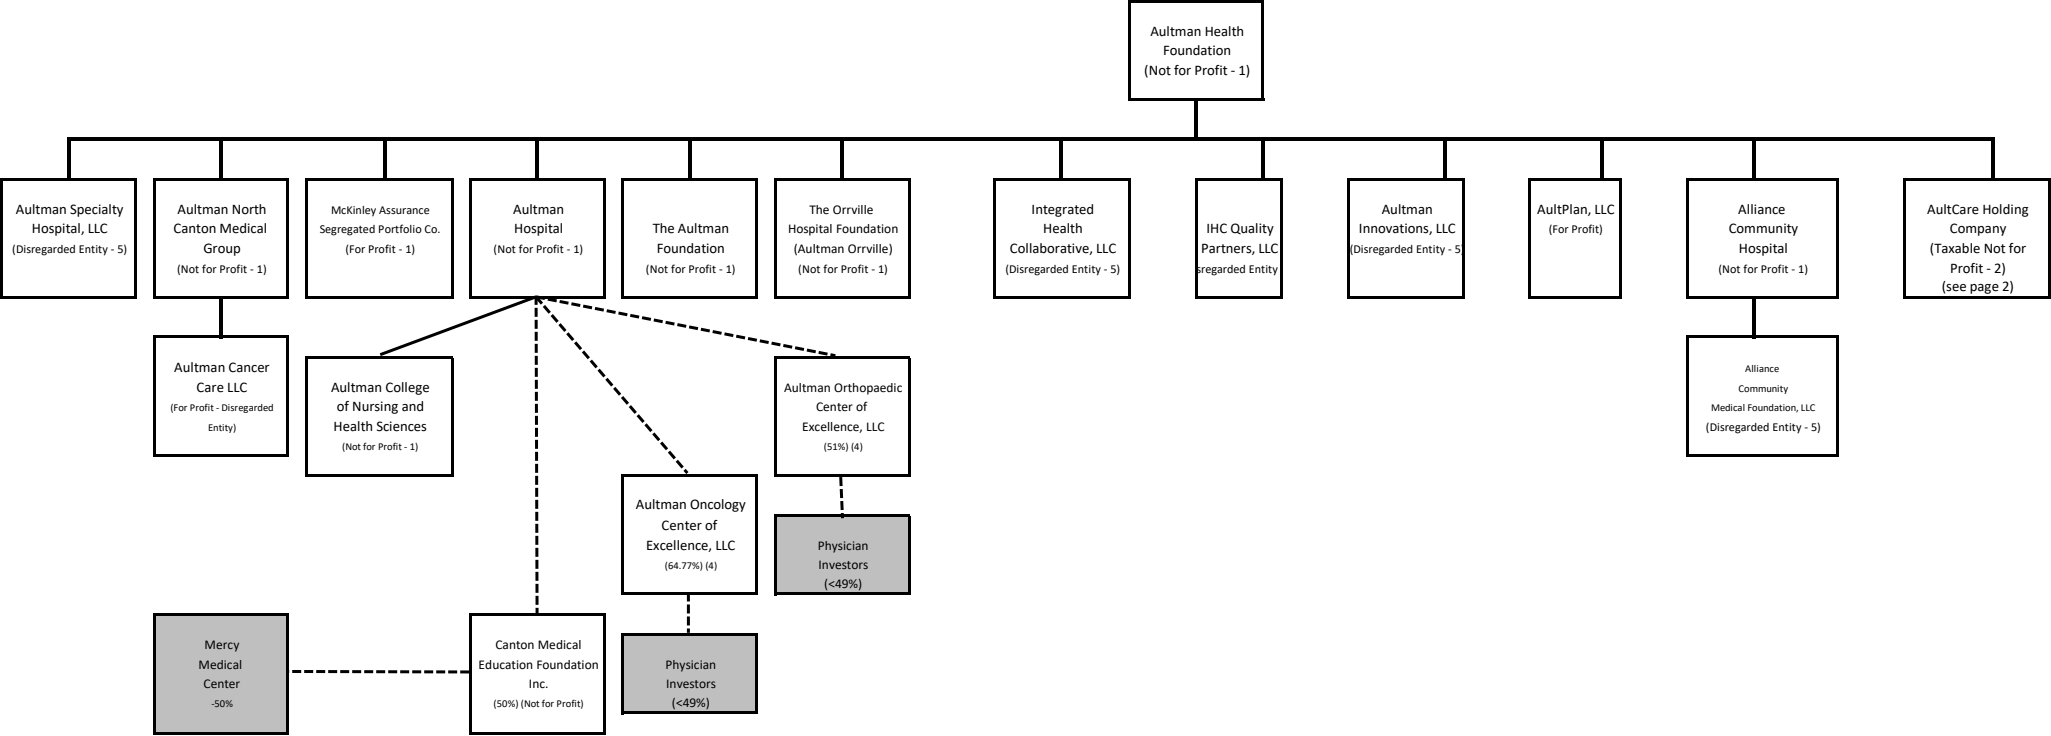 Aultman Health
Foundation
(Not for Profit - 1)
Aultman Specialty
Hospital, LLC
(Disregarded Entity - 5)
Aultman North
Canton Medical
Group
(Not for Profit - 1)
McKinley Assurance
Segregated Portfolio Co.
(For Profit - 1)
Aultman
Hospital
(Not for Profit - 1)
The Aultman
Foundation
(Not for Profit - 1)
The Orrville
Hospital Foundation
(Aultman Orrville)
(Not for Profit - 1)
Integrated
Health
Collaborative, LLC
(Disregarded Entity - 5)
IHC Quality
Partners, LLC
sregarded Entity
Aultman
Innovations, LLC
(Disregarded Entity - 5)
AultPlan, LLC
(For Profit)
Alliance
Community
Hospital
(Not for Profit - 1)
AultCare Holding
Company
(Taxable Not for
Profit - 2)
(see page 2)
Aultman Cancer
Care LLC
(For Profit - Disregarded
Entity)
Aultman College
of Nursing and
Health Sciences
(Not for Profit - 1)
Aultman Orthopaedic
Center of
Excellence, LLC
(51%) (4)
Alliance
Community
Medical Foundation, LLC
(Disregarded Entity - 5)
Aultman Oncology
Center of
Excellence, LLC
(64.77%) (4)
Physician
Investors
(<49%)
Mercy
Medical
Center
-50%
Canton Medical
Education Foundation
Inc.
(50%) (Not for Profit)
Physician
Investors
(<49%)